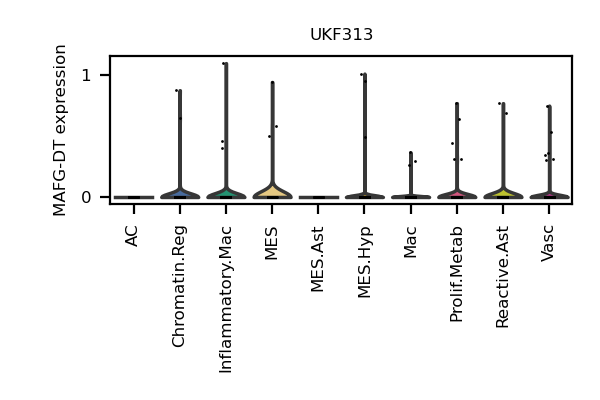 UKF313
MAFG-DT expression
1
0
AC
Chromatin.Reg
Inflammatory.Mac
MES
MES.Ast
MES.Hyp
Mac
Prolif.Metab
Reactive.Ast
Vasc